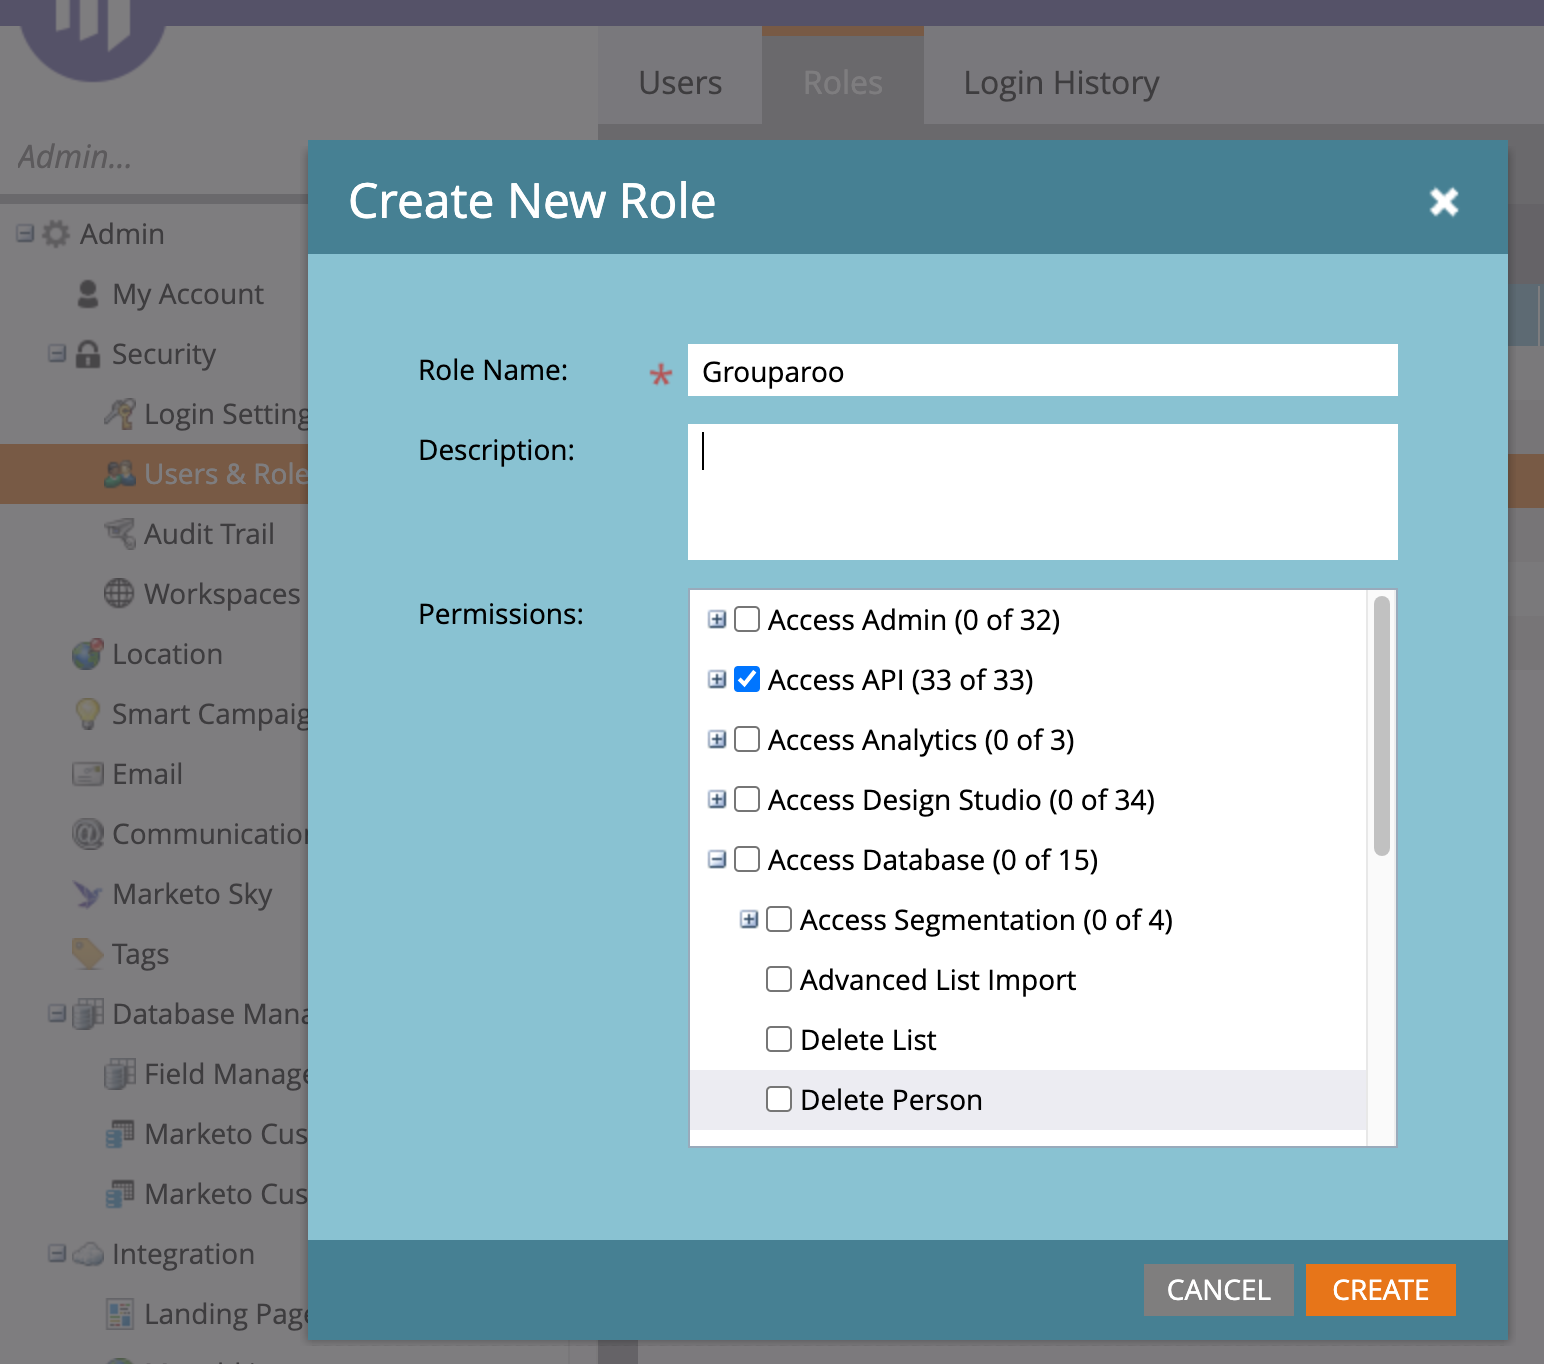 Users Roles Login History
Admin...
Admin
My Account
Security
Login Setting
Users & Role
Audit Trail
Workspaces
Location
Smart Campaig
Email
Communication
Marketo Sky
Tags
Database Mana
Field Manage
Marketo Cus
Marketo Cus
Integration
Landing Page
Create New Role
Role Name: * Grouparoo
Description:
Permissions:
Access Admin (0 of 32)
Access API (33 of 33)
Access Analytics (0 of 3)
Access Design Studio (0 of 34)
Access Database (0 of 15)
Access Segmentation (0 of 4)
Advanced List Import
Delete List
Delete Person
CANCEL CREATE